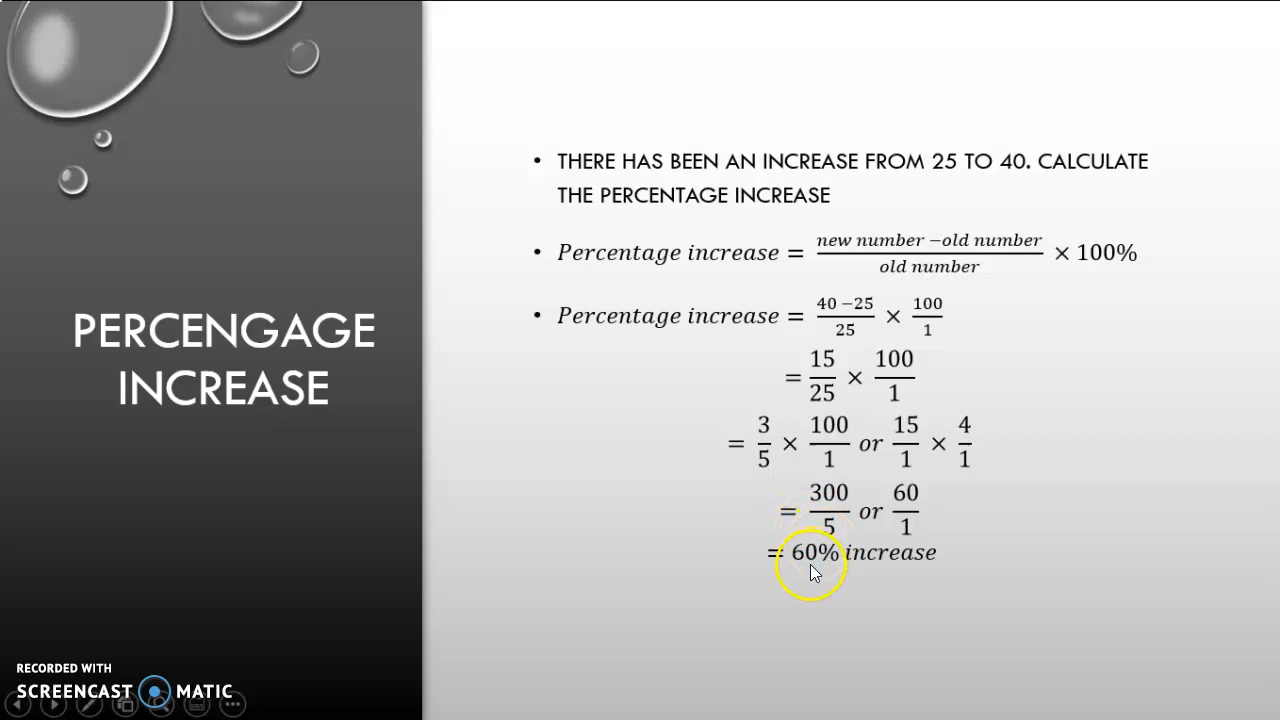 PERCENGAGE
INCREASE
• THERE HAS BEEN AN INCREASE FROM 25 TO 40. CALCULATE
THE PERCENTAGE INCREASE
• Percentage increase = (new number −old number)/(old number) × 100%
• Percentage increase = (40 −25)/25 × 100/1
= 15/25 × 100/1
= 3/5 × 100/1 or 15/1 × 4/1
= 300/5 or 60/1
= 60% increase
RECORDED WITH
SCREENCAST MATIC